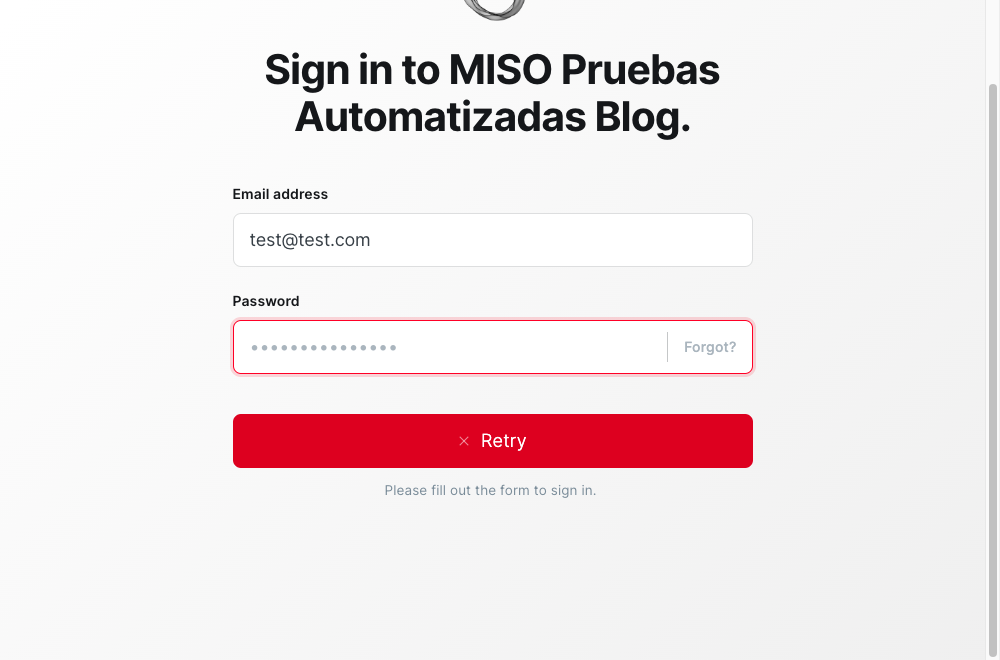 Sign in to MISO Pruebas
Automatizadas Blog.
Email address
test@test.com
Password
•••••••••••••••
Forgot?
× Retry
Please fill out the form to sign in.